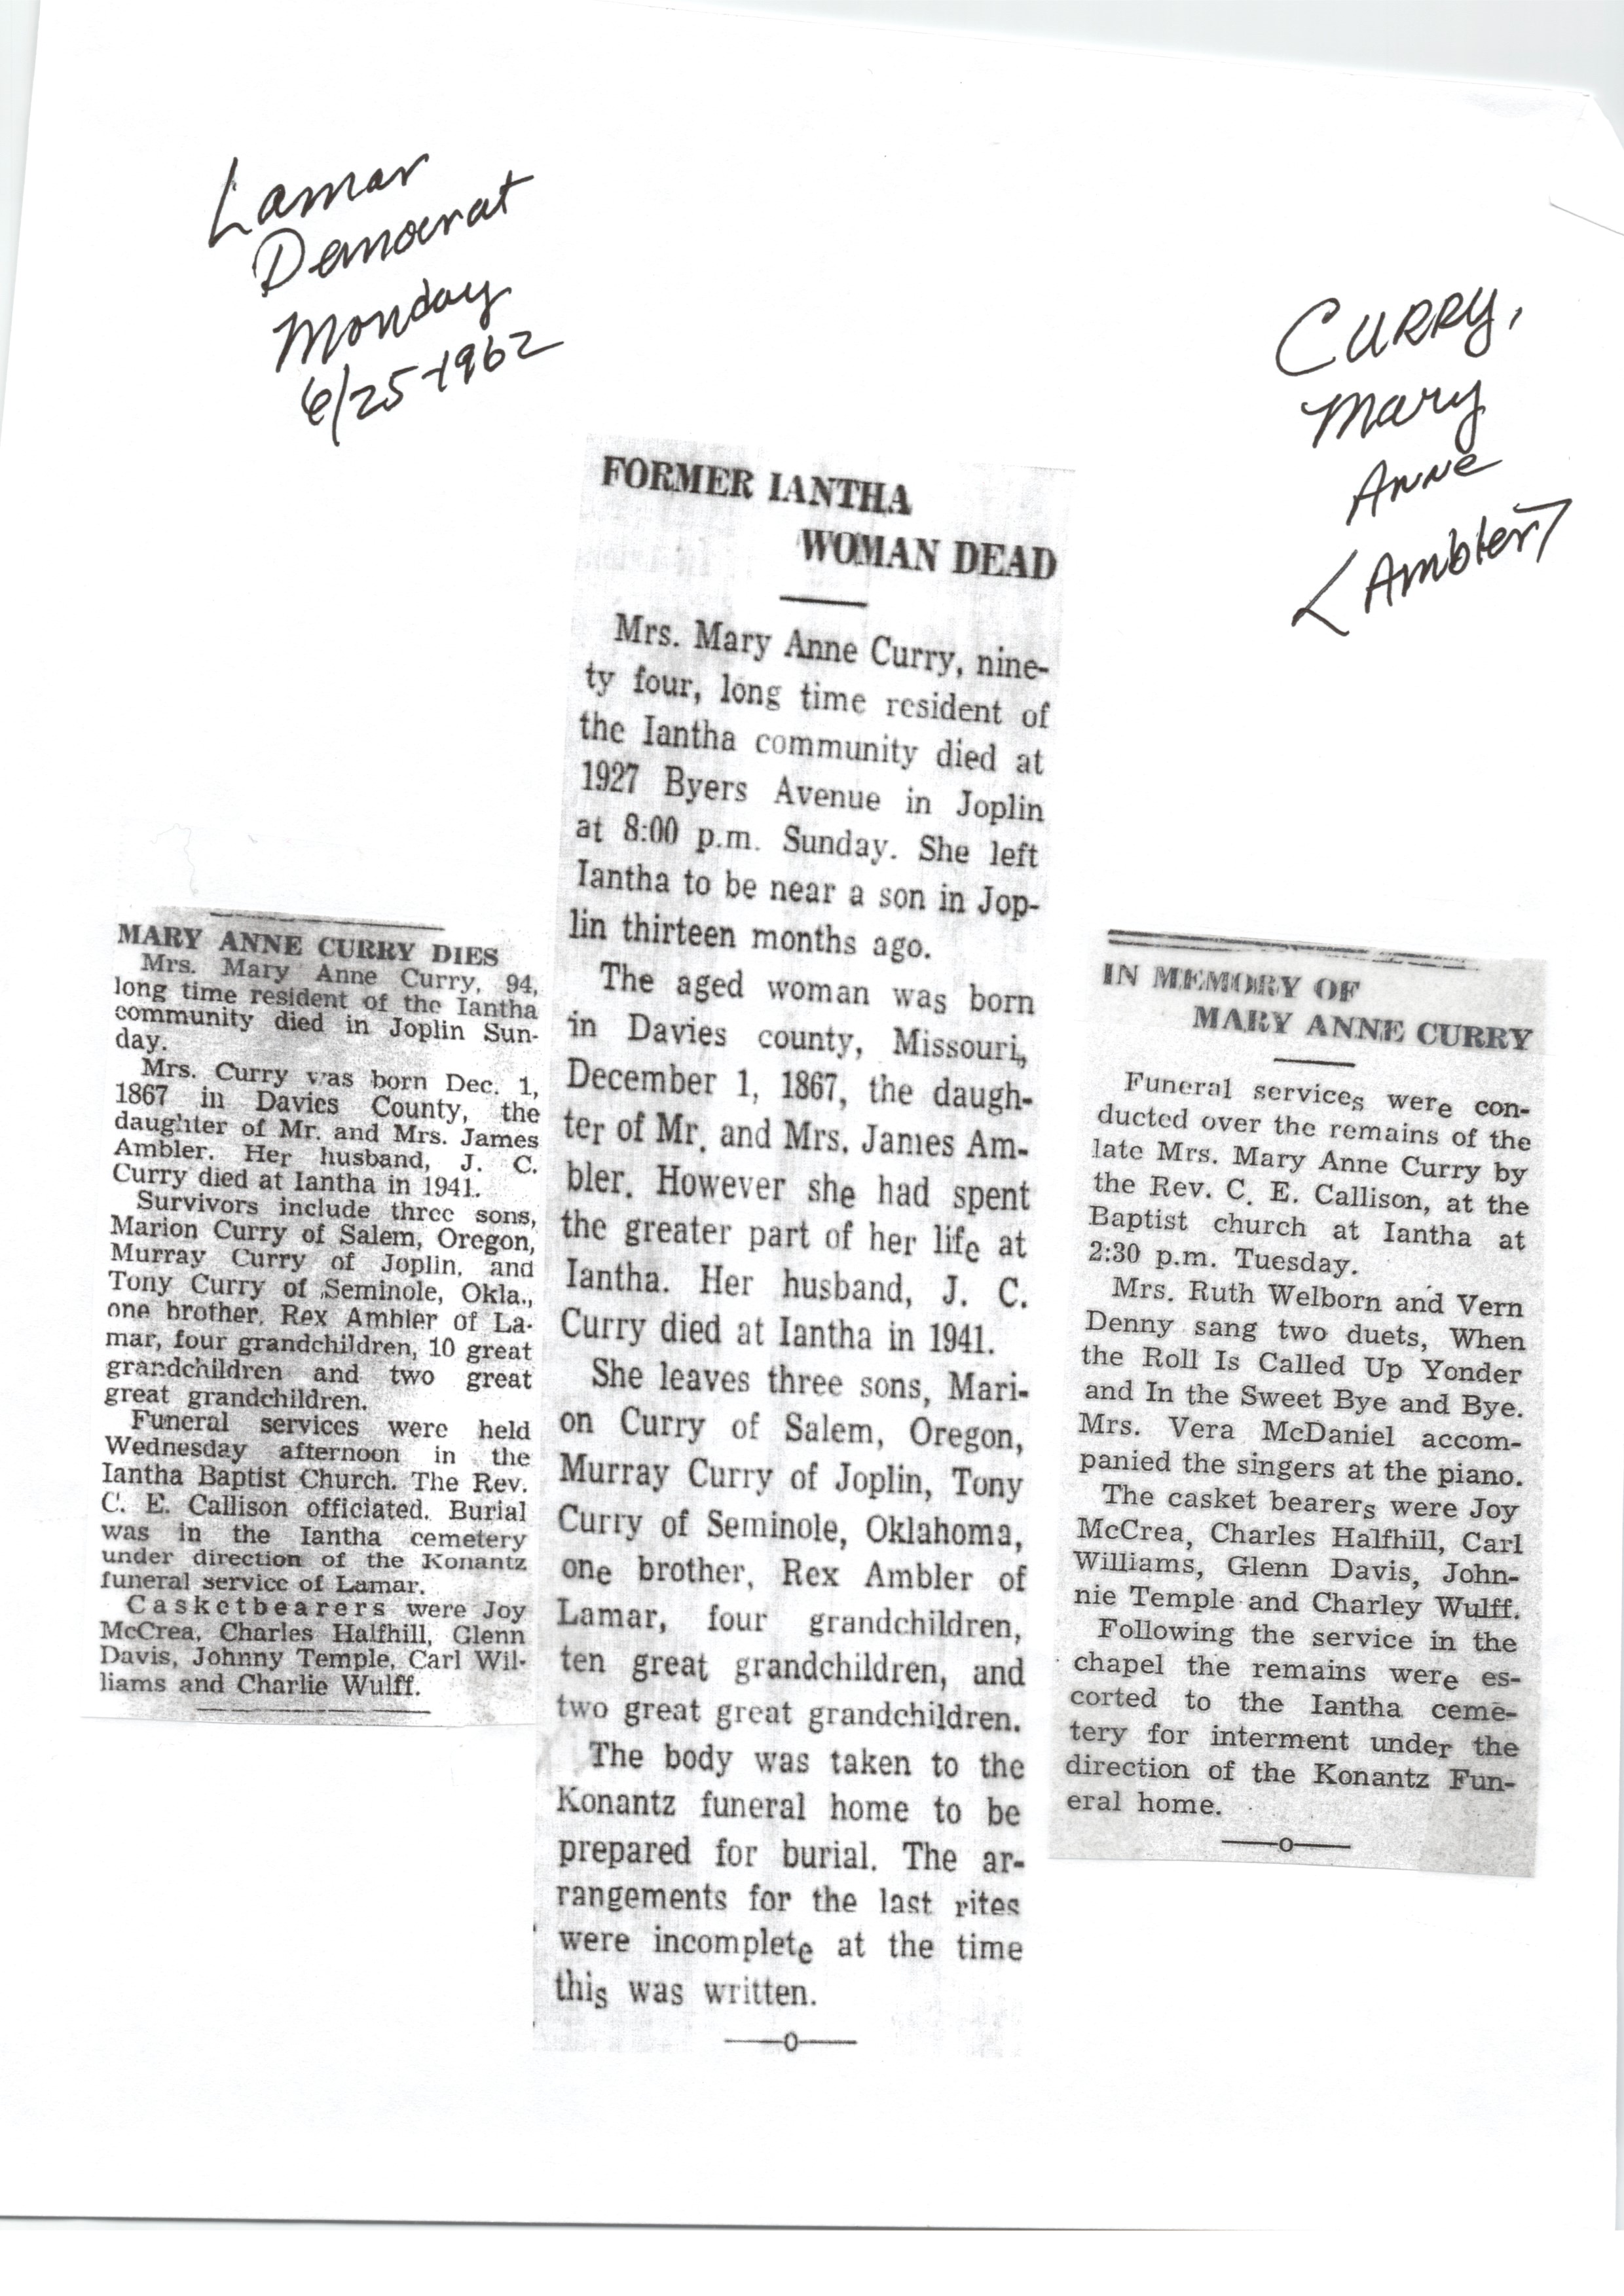 Lamar
Democrat
Monday
6/25-1962
CURRY,
Mary
Anne
<Ambler>
MARY ANNE CURRY DIES
Mrs. Mary Anne Curry, 94,
long time resident of the Iantha
community died in Joplin Sun-
day.
Mrs. Curry was born Dec. 1,
1867 in Davies County, the
daughter of Mr. and Mrs. James
Ambler. Her husband, J. C.
Curry died at Iantha in 1941.
Survivors include three sons,
Marion Curry of Salem, Oregon,
Murray Curry of Joplin, and
Tony Curry of Seminole, Okla.,
one brother, Rex Ambler of La-
mar, four grandchildren, 10 great
grandchildren and two great
great grandchildren.
Funeral services were held
Wednesday afternoon in the
Iantha Baptist Church. The Rev.
C. E. Callison officiated. Burial
was in the Iantha cemetery
under direction of the Konantz
funeral service of Lamar.
Casketbearers were Joy
McCrea, Charles Halfhill, Glenn
Davis, Johnny Temple, Carl Wil-
liams and Charlie Wulff.
FORMER IANTHA
WOMAN DEAD
Mrs. Mary Anne Curry, nine-
ty four, long time resident of
the Iantha community died at
1927 Byers Avenue in Joplin
at 8:00 p.m. Sunday. She left
Iantha to be near a son in Jop-
lin thirteen months ago.
The aged woman was born
in Davies county, Missouri,
December 1, 1867, the daugh-
ter of Mr. and Mrs. James Am-
bler. However she had spent
the greater part of her life at
Iantha. Her husband, J. C.
Curry died at Iantha in 1941.
She leaves three sons, Mari-
on Curry of Salem, Oregon,
Murray Curry of Joplin, Tony
Curry of Seminole, Oklahoma,
one brother, Rex Ambler of
Lamar, four grandchildren,
ten great grandchildren, and
two great great grandchildren.
The body was taken to the
Konantz funeral home to be
prepared for burial. The ar-
rangements for the last rites
were incomplete at the time
this was written.
IN MEMORY OF
MARY ANNE CURRY
Funeral services were con-
ducted over the remains of the
late Mrs. Mary Anne Curry by
the Rev. C. E. Callison, at the
Baptist church at Iantha at
2:30 p.m. Tuesday.
Mrs. Ruth Welborn and Vern
Denny sang two duets, When
the Roll Is Called Up Yonder
and In the Sweet Bye and Bye.
Mrs. Vera McDaniel accom-
panied the singers at the piano.
The casket bearers were Joy
McCrea, Charles Halfhill, Carl
Williams, Glenn Davis, John-
nie Temple and Charley Wulff.
Following the service in the
chapel the remains were es-
corted to the Iantha ceme-
tery for interment under the
direction of the Konantz Fun-
eral home.